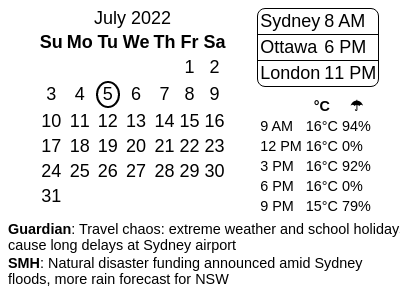 July 2022
Su Mo Tu We Th Fr Sa
1 2
3 4 5 6 7 8 9
10 11 12 13 14 15 16
17 18 19 20 21 22 23
24 25 26 27 28 29 30
31
Sydney 8 AM
Ottawa 6 PM
London 11 PM
°C ☂
9 AM 16°C 94%
12 PM 16°C 0%
3 PM 16°C 92%
6 PM 16°C 0%
9 PM 15°C 79%
Guardian: Travel chaos: extreme weather and school holiday
cause long delays at Sydney airport
SMH: Natural disaster funding announced amid Sydney
floods, more rain forecast for NSW